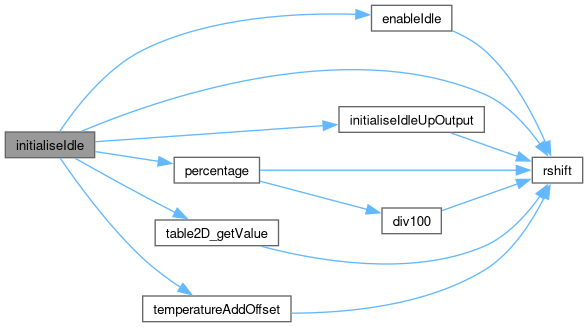 enableIdle
initialiseIdleUpOutput
initialiseIdle
percentage
rshift
div100
table2D_getValue
temperatureAddOffset